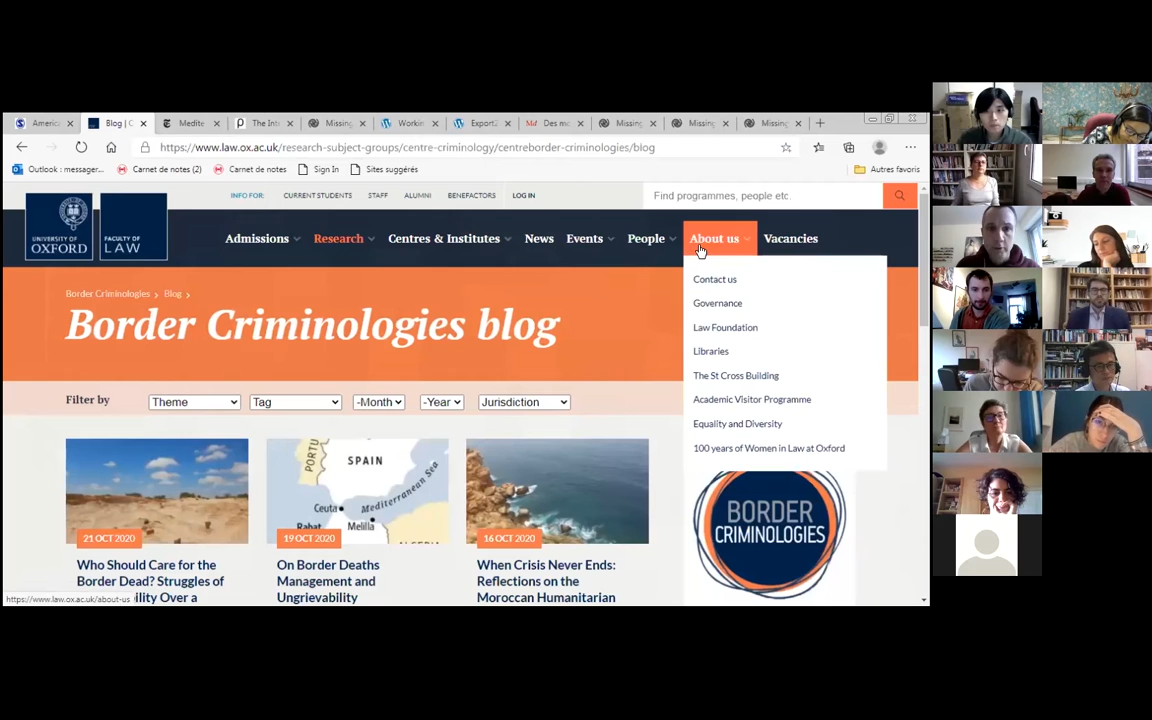 Americ
Blog | C
Medite
The Int
Missing
Workin
Export2
Des mo
Missing
Missing
Missing
https://www.law.ox.ac.uk/research-subject-groups/centre-criminology/centreborder-criminologies/blog
Outlook : messager...
Carnet de notes (2)
Carnet de notes
Sign In
Sites suggérés
Autres favoris
INFO FOR:
CURRENT STUDENTS
STAFF
ALUMNI
BENEFACTORS
LOG IN
Find programmes, people etc.
UNIVERSITY OF
OXFORD
FACULTY OF
LAW
Admissions
Research
Centres & Institutes
News
Events
People
About us
Vacancies
Contact us
Governance
Law Foundation
Libraries
The St Cross Building
Academic Visitor Programme
Equality and Diversity
100 years of Women in Law at Oxford
Border Criminologies
Blog
Border Criminologies blog
Filter by
Theme
Tag
-Month
-Year
Jurisdiction
PORTU
SPAIN
Mediterranean Sea
Ceuta
Rabat
Melilla
ALGERIA
21 OCT 2020
19 OCT 2020
16 OCT 2020
Who Should Care for the
Border Dead? Struggles of
ility Over a
On Border Deaths
Management and
Ungrievability
When Crisis Never Ends:
Reflections on the
Moroccan Humanitarian
BORDER
CRIMINOLOGIES
https://www.law.ox.ac.uk/about-us